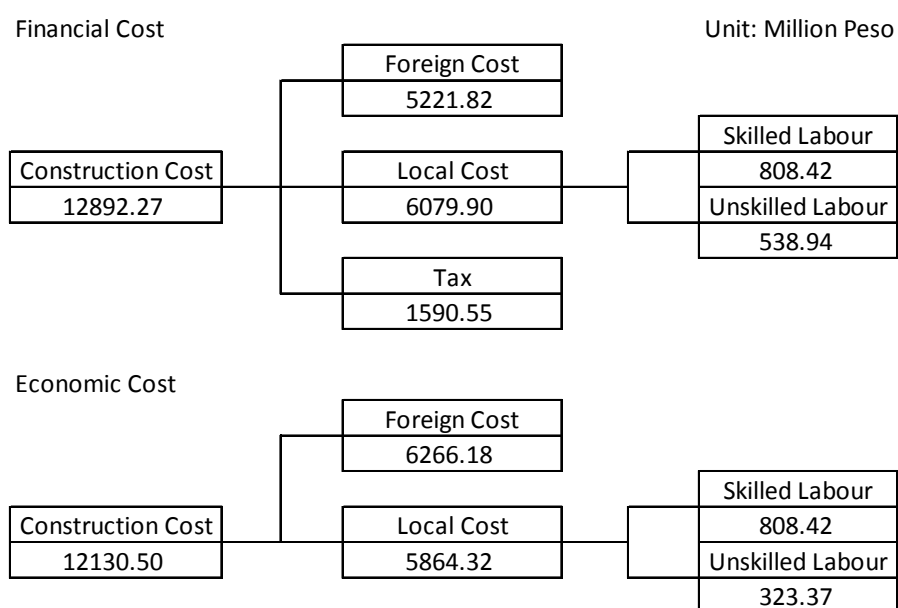 Financial Cost
Unit: Million Peso
Foreign Cost
5221.82
Skilled Labour
Construction Cost
Local Cost
808.42
12892.27
6079.90
Unskilled Labour
538.94
Tax
1590.55
Economic Cost
Foreign Cost
6266.18
Skilled Labour
Construction Cost
Local Cost
808.42
12130.50
5864.32
Unskilled Labour
323.37